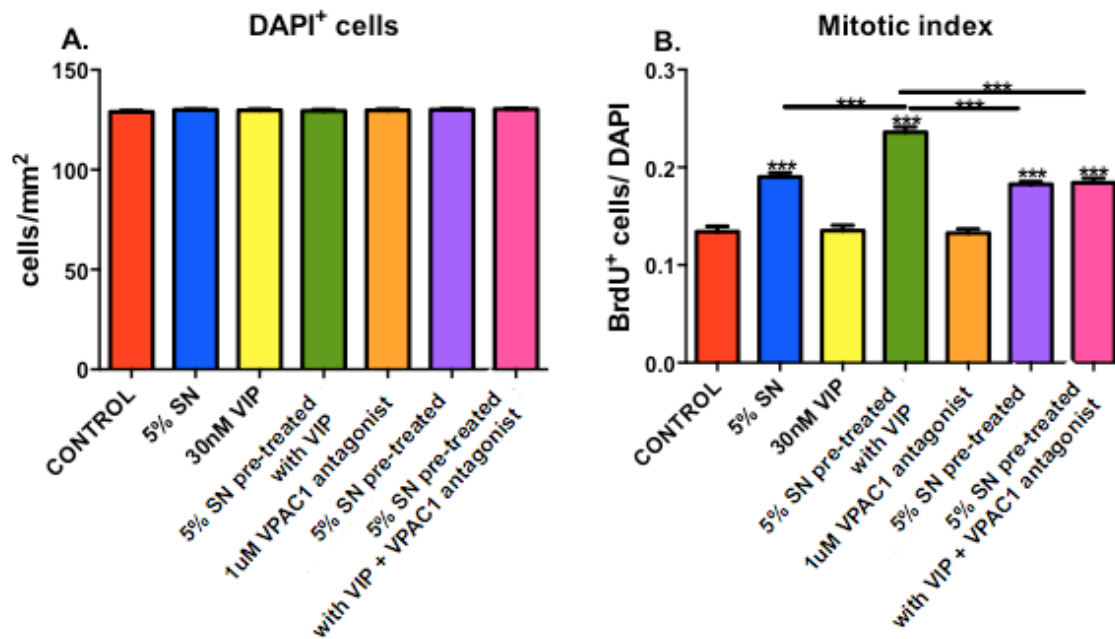 A.
DAPI+ cells
cells/mm2
150
100
50
0
CONTROL
5% SN
30nM VIP
5% SN pre-treated
with VIP
1uM VPAC1 antagonist
5% SN pre-treated
5% SN pre-treated
with VIP + VPAC1 antagonist
B.
Mitotic index
BrdU+ cells/ DAPI
0.3
0.2
0.1
0.0
***
***
***
***
***
***
***
CONTROL
5% SN
30nM VIP
5% SN pre-treated
with VIP
1uM VPAC1 antagonist
5% SN pre-treated
5% SN pre-treated
with VIP + VPAC1 antagonist